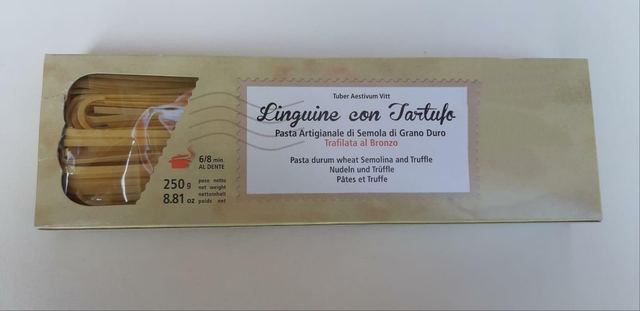 Tuber Aestivum Vitt
Linguine con Tartufo
Pasta Artigianale di Semola di Grano Duro
Trafilata al Bronzo
Pasta durum wheat Semolina and Truffle
Nudeln und Trüffle
Pâtes et Truffe
6/8 min.
AL DENTE
250 g
8.81 oz
peso netto
net weight
nettoinhalt
poids net